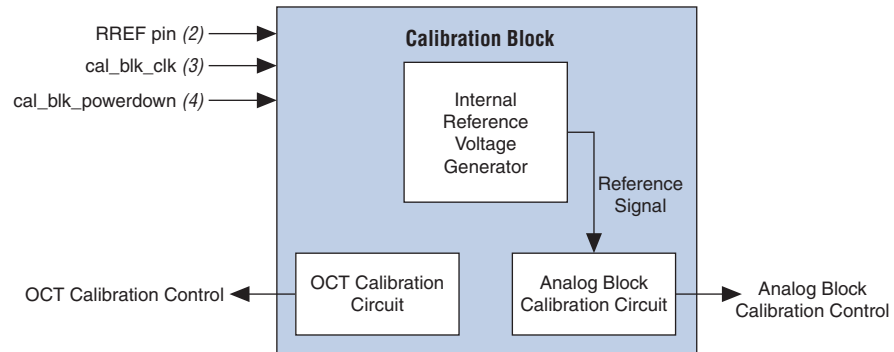 RREF pin (2)
cal_blk_clk (3)
cal_blk_powerdown (4)
Calibration Block
Internal
Reference
Voltage
Generator
Reference
Signal
OCT Calibration Control
OCT Calibration
Circuit
Analog Block
Calibration Circuit
Analog Block
Calibration Control